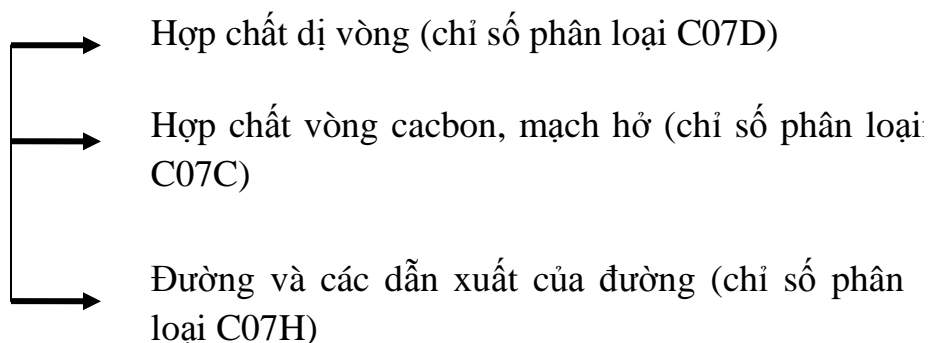 Hợp chất dị vòng (chỉ số phân loại C07D)
Hợp chất vòng cacbon, mạch hở (chỉ số phân loại
C07C)
Đường và các dẫn xuất của đường (chỉ số phân
loại C07H)